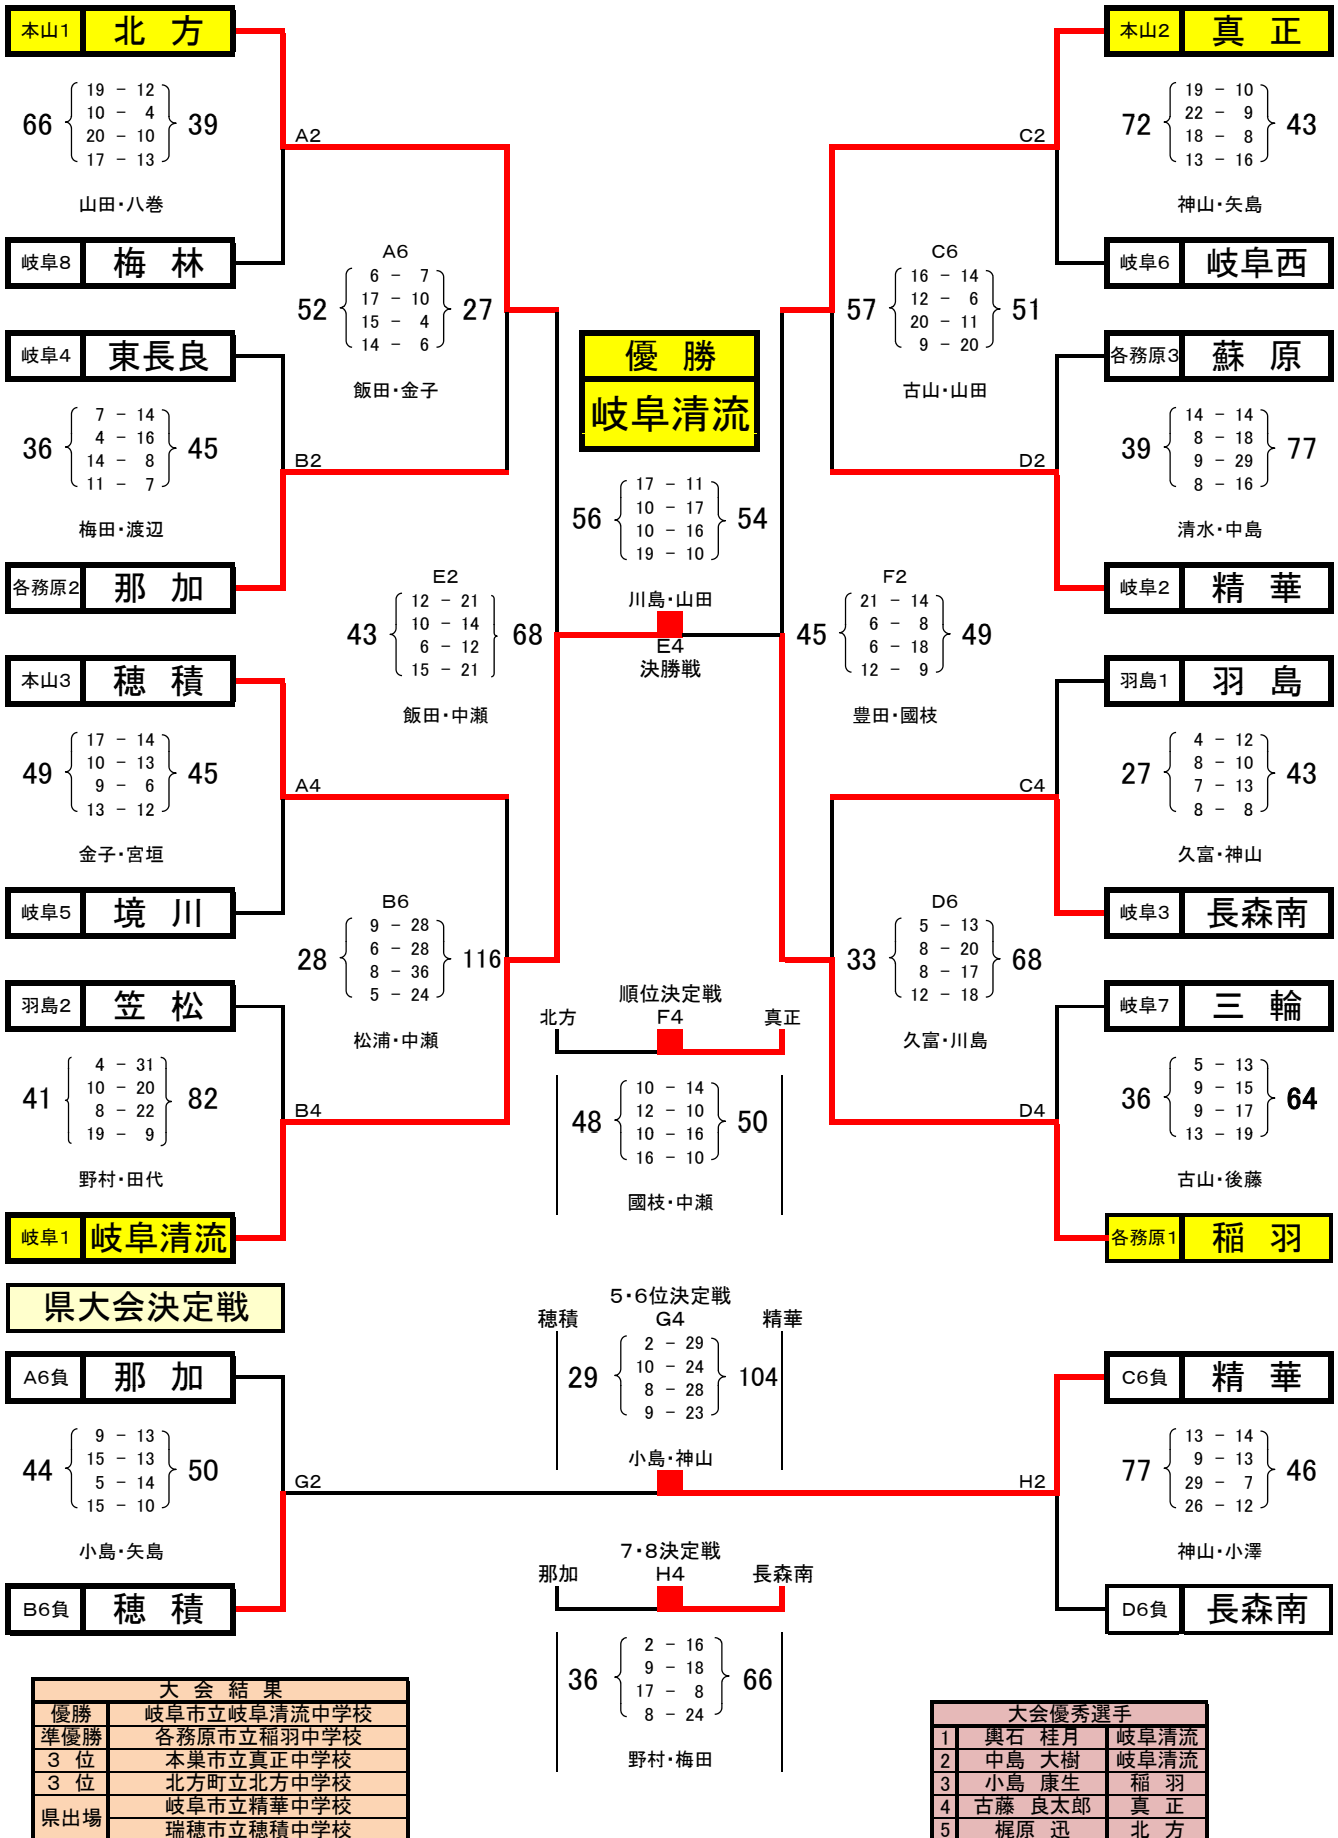 本山1 北 方
66 39
19 - 12
10 - 4
20 - 10
17 - 13
山田・八巻
A2
岐阜8 梅 林
岐阜4 東長良
36 45
7 - 14
4 - 16
14 - 8
11 - 7
梅田・渡辺
B2
各務原2 那 加
A6
52 27
6 - 7
17 - 10
15 - 4
14 - 6
飯田・金子
本山3 穂 積
49 45
17 - 14
10 - 13
9 - 6
13 - 12
金子・宮垣
A4
岐阜5 境 川
羽島2 笠 松
41 82
4 - 31
10 - 20
8 - 22
19 - 9
野村・田代
B4
岐阜1 岐阜清流
B6
28 116
9 - 28
6 - 28
8 - 36
5 - 24
松浦・中瀬
E2
43 68
12 - 21
10 - 14
6 - 12
15 - 21
飯田・中瀬
優 勝
岐阜清流
56 54
17 - 11
10 - 17
10 - 16
19 - 10
川島・山田
E4
決勝戦
本山2 真 正
72 43
19 - 10
22 - 9
18 - 8
13 - 16
神山・矢島
C2
岐阜6 岐阜西
各務原3 蘇 原
39 77
14 - 14
8 - 18
9 - 29
8 - 16
清水・中島
D2
岐阜2 精 華
C6
57 51
16 - 14
12 - 6
20 - 11
9 - 20
古山・山田
F2
45 49
21 - 14
6 - 8
6 - 18
12 - 9
豊田・國枝
羽島1 羽 島
27 43
4 - 12
8 - 10
7 - 13
8 - 8
久富・神山
C4
岐阜3 長森南
岐阜7 三 輪
36 64
5 - 13
9 - 15
9 - 17
13 - 19
古山・後藤
D4
各務原1 稲 羽
D6
33 68
5 - 13
8 - 20
8 - 17
12 - 18
久富・川島
順位決定戦
北方 F4 真正
48 50
10 - 14
12 - 10
10 - 16
16 - 10
國枝・中瀬
県大会決定戦
A6負 那 加
44 50
9 - 13
15 - 13
5 - 14
15 - 10
小島・矢島
G2
B6負 穂 積
5・6位決定戦
穂積 G4 精華
29 104
2 - 29
10 - 24
8 - 28
9 - 23
小島・神山
C6負 精 華
77 46
13 - 14
9 - 13
29 - 7
26 - 12
神山・小澤
H2
D6負 長森南
7・8決定戦
那加 H4 長森南
36 66
2 - 16
9 - 18
17 - 8
8 - 24
野村・梅田
大 会 結 果
優勝 岐阜市立岐阜清流中学校
準優勝 各務原市立稲羽中学校
3 位 本巣市立真正中学校
3 位 北方町立北方中学校
県出場 岐阜市立精華中学校
瑞穂市立穂積中学校
大会優秀選手
1 輿石 桂月 岐阜清流
2 中島 大樹 岐阜清流
3 小島 康生 稲 羽
4 古藤 良太郎 真 正
5 梶原 迅 北 方